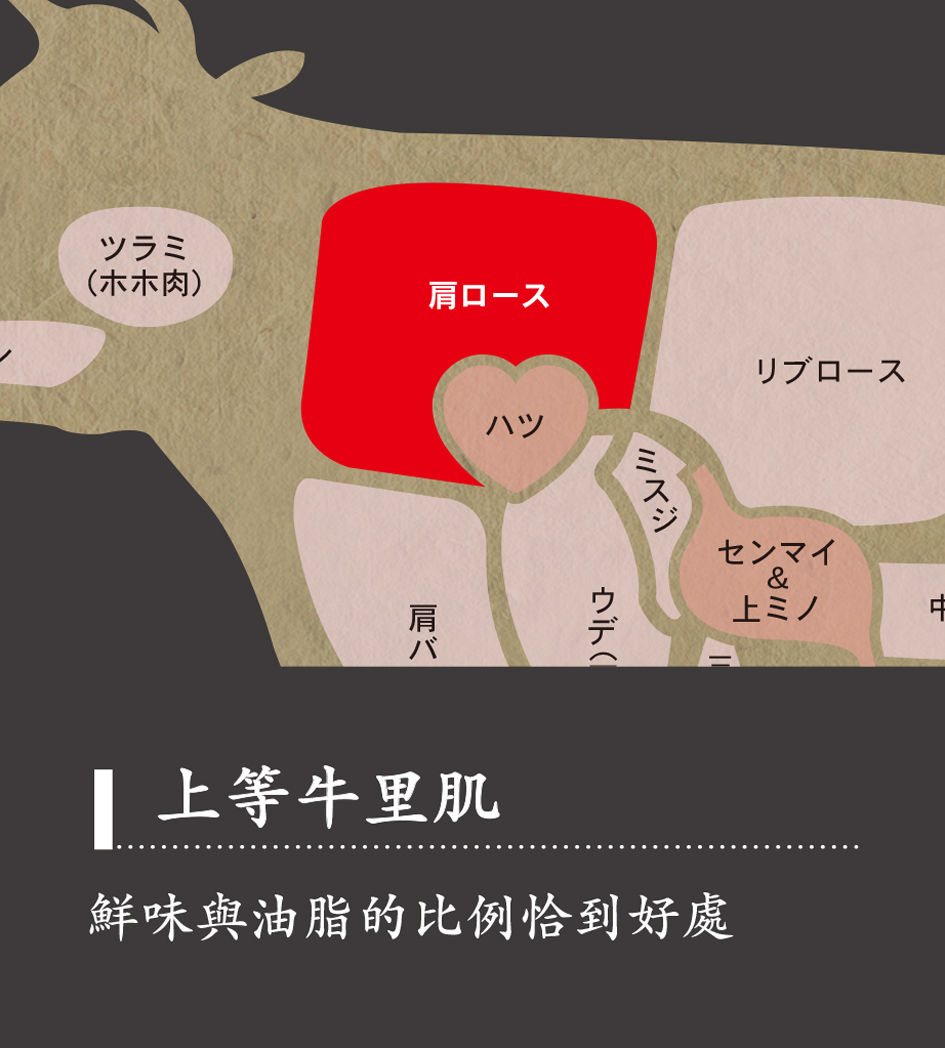 ツラミ
(ホホ肉)
ン
肩ロース
リブロース
ハツ
ミスジ
センマイ
&
上ミノ
肩バ
ウデ(
三
中
上等牛里肌
鮮味與油脂的比例恰到好處